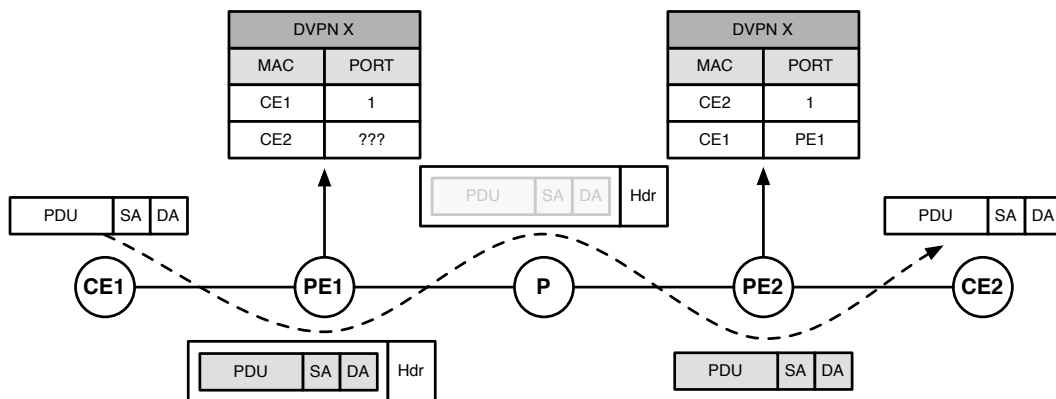 DVPN X
MAC PORT
CE1 1
CE2 ???
DVPN X
MAC PORT
CE2 1
CE1 PE1
PDU SA DA
PDU SA DA Hdr
PDU SA DA
CE1 PE1 P PE2 CE2
PDU SA DA Hdr
PDU SA DA